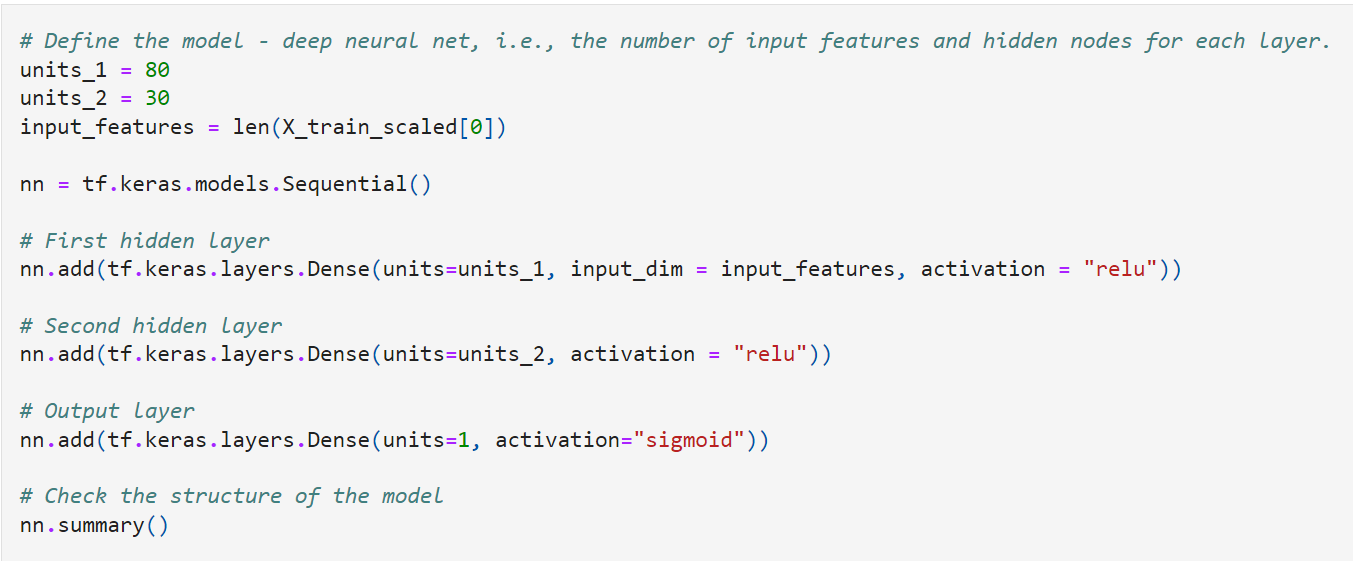 # Define the model - deep neural net, i.e., the number of input features and hidden nodes for each layer.
units_1 = 80
units_2 = 30
input_features = len(X_train_scaled[0])
nn = tf.keras.models.Sequential()
# First hidden layer
nn.add(tf.keras.layers.Dense(units=units_1, input_dim = input_features, activation = "relu"))
# Second hidden layer
nn.add(tf.keras.layers.Dense(units=units_2, activation = "relu"))
# Output layer
nn.add(tf.keras.layers.Dense(units=1, activation="sigmoid"))
# Check the structure of the model
nn.summary()